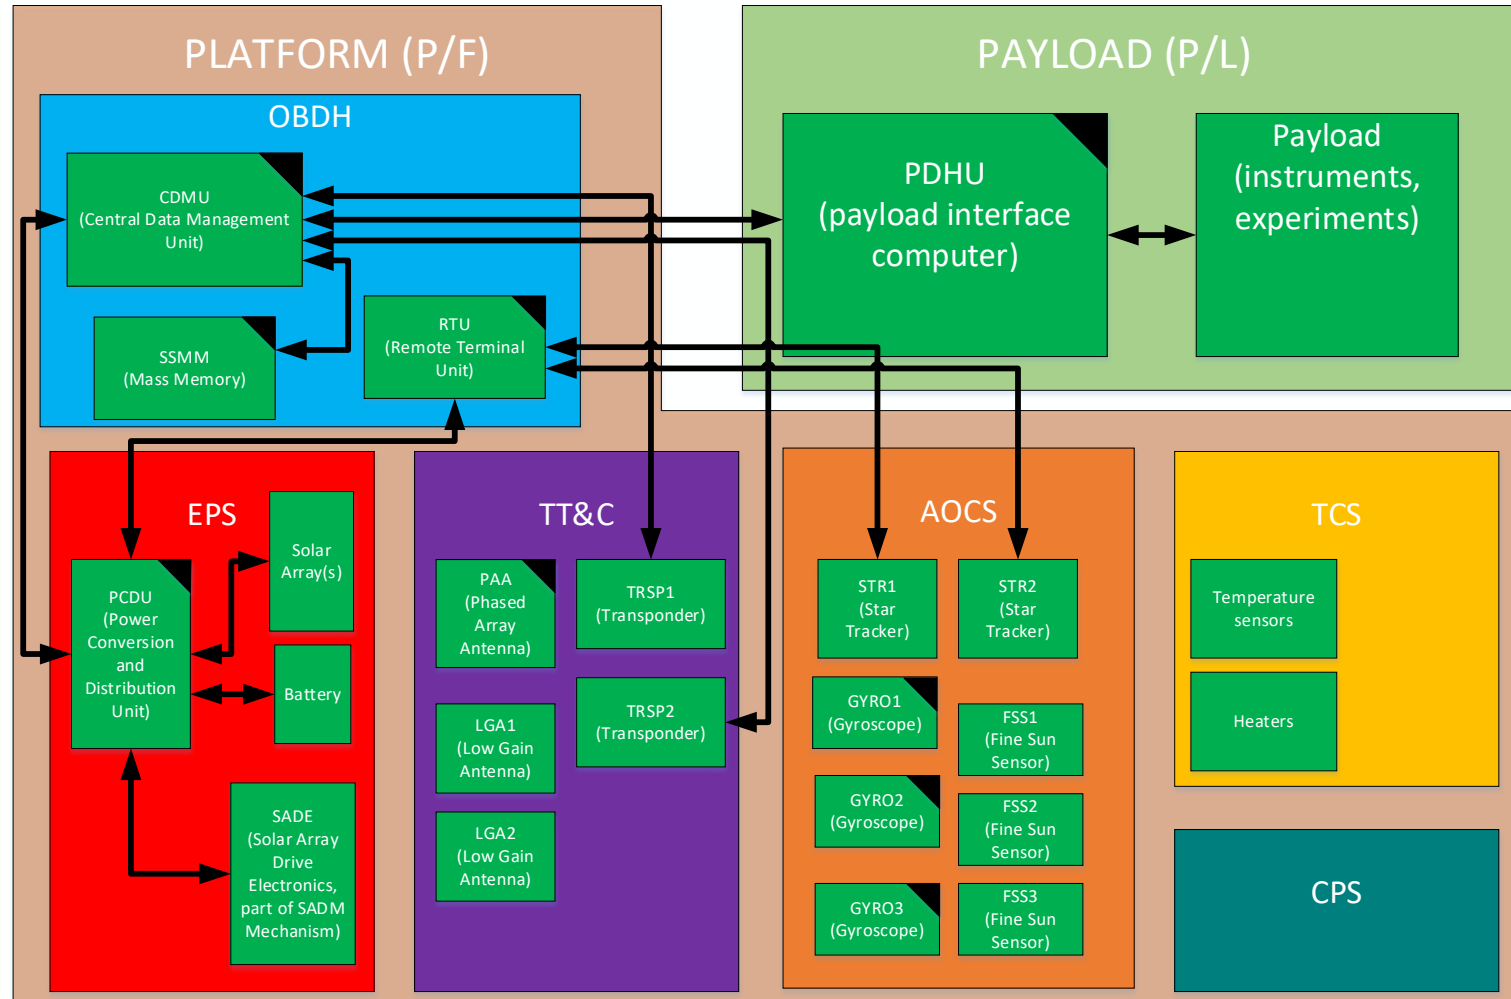 PLATFORM (P/F)
PAYLOAD (P/L)
OBDH
CDMU
(Central Data Management
Unit)
SSMM
(Mass Memory)
RTU
(Remote Terminal
Unit)
PDHU
(payload interface
computer)
Payload
(instruments,
experiments)
EPS
Solar
Array(s)
PCDU
(Power
Conversion
and
Distribution
Unit)
Battery
SADE
(Solar Array
Drive
Electronics,
part of SADM
Mechanism)
TT&C
PAA
(Phased
Array
Antenna)
TRSP1
(Transponder)
TRSP2
(Transponder)
LGA1
(Low Gain
Antenna)
LGA2
(Low Gain
Antenna)
AOCS
STR1
(Star
Tracker)
STR2
(Star
Tracker)
GYRO1
(Gyroscope)
FSS1
(Fine Sun
Sensor)
GYRO2
(Gyroscope)
FSS2
(Fine Sun
Sensor)
GYRO3
(Gyroscope)
FSS3
(Fine Sun
Sensor)
TCS
Temperature
sensors
Heaters
CPS